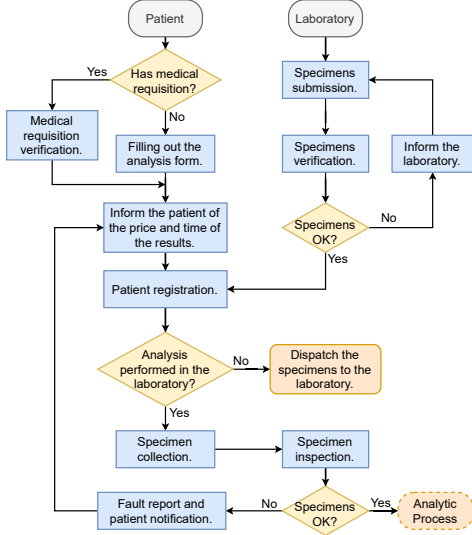 Patient
Laboratory
Has medical
requisition?
Yes
No
Medical
requisition
verification.
Filling out the
analysis form.
Specimens
submission.
Specimens
verification.
Inform the
laboratory.
Specimens
OK?
No
Yes
Inform the patient of
the price and time of
the results.
Patient registration.
Analysis
performed in the
laboratory?
No
Dispatch the
specimens to the
laboratory.
Yes
Specimen
collection.
Specimen
inspection.
Specimens
OK?
No
Yes
Fault report and
patient notification.
Analytic
Process